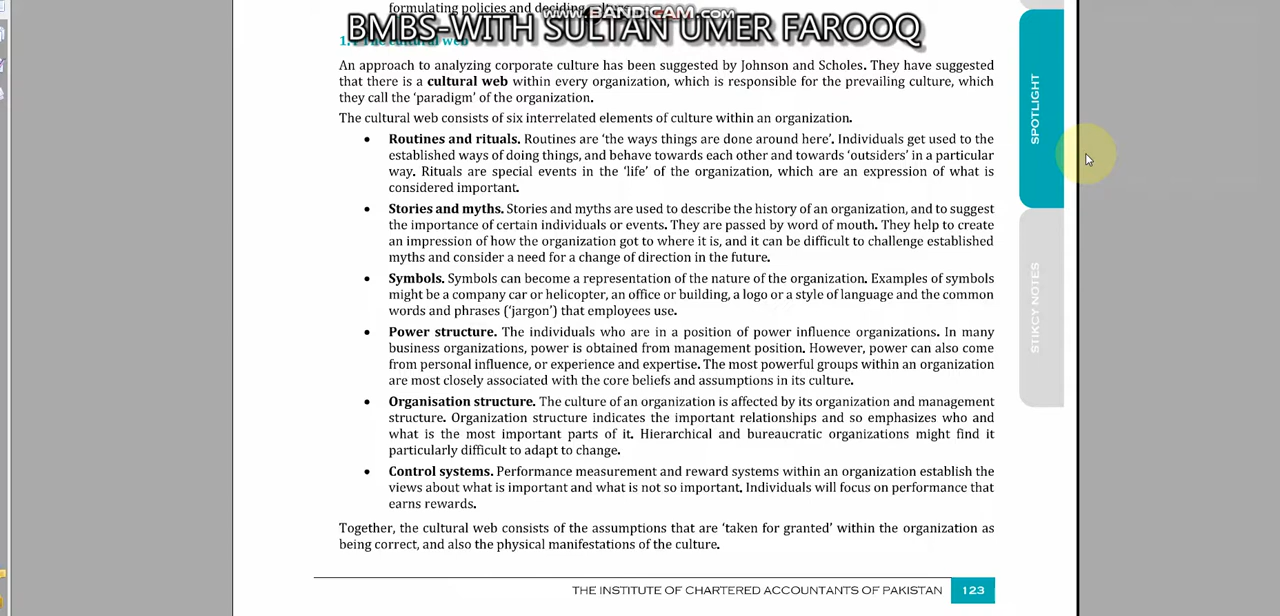 formulating policies and deciding
www.BANDICAM.com
BMBS-WITH SULTAN UMER FAROOQ
1.1 The cultural web
An approach to analyzing corporate culture has been suggested by Johnson and Scholes. They have suggested
that there is a cultural web within every organization, which is responsible for the prevailing culture, which
they call the ‘paradigm’ of the organization.
The cultural web consists of six interrelated elements of culture within an organization.
• Routines and rituals. Routines are ‘the ways things are done around here’. Individuals get used to the
established ways of doing things, and behave towards each other and towards ‘outsiders’ in a particular
way. Rituals are special events in the ‘life’ of the organization, which are an expression of what is
considered important.
• Stories and myths. Stories and myths are used to describe the history of an organization, and to suggest
the importance of certain individuals or events. They are passed by word of mouth. They help to create
an impression of how the organization got to where it is, and it can be difficult to challenge established
myths and consider a need for a change of direction in the future.
• Symbols. Symbols can become a representation of the nature of the organization. Examples of symbols
might be a company car or helicopter, an office or building, a logo or a style of language and the common
words and phrases (‘jargon’) that employees use.
• Power structure. The individuals who are in a position of power influence organizations. In many
business organizations, power is obtained from management position. However, power can also come
from personal influence, or experience and expertise. The most powerful groups within an organization
are most closely associated with the core beliefs and assumptions in its culture.
• Organisation structure. The culture of an organization is affected by its organization and management
structure. Organization structure indicates the important relationships and so emphasizes who and
what is the most important parts of it. Hierarchical and bureaucratic organizations might find it
particularly difficult to adapt to change.
• Control systems. Performance measurement and reward systems within an organization establish the
views about what is important and what is not so important. Individuals will focus on performance that
earns rewards.
Together, the cultural web consists of the assumptions that are ‘taken for granted’ within the organization as
being correct, and also the physical manifestations of the culture.
THE INSTITUTE OF CHARTERED ACCOUNTANTS OF PAKISTAN 123
SPOTLIGHT
STIKCY NOTES